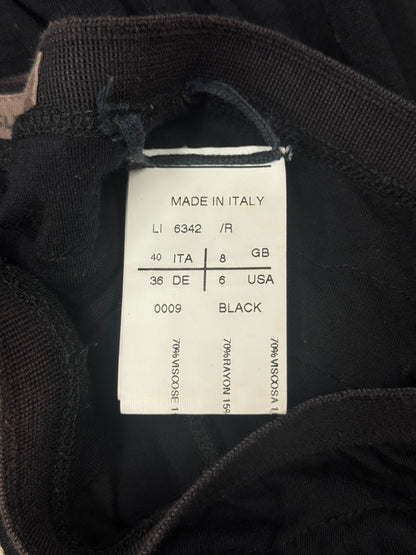 MADE IN ITALY
LI 6342 /R
40 ITA 8 GB
36 DE 6 USA
0009 BLACK
70%VISCOSE
70%RAYON 15%
70%VISCOSA